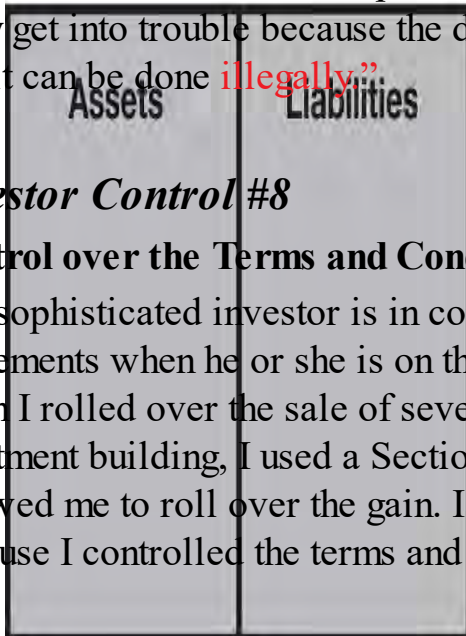 get into trouble because the
t can be done illegally.”
Assets Liabilities
estor Control #8
trol over the Terms and Con
sophisticated investor is in co
ements when he or she is on th
I rolled over the sale of seve
tment building, I used a Sectio
ved me to roll over the gain. I
use I controlled the terms and